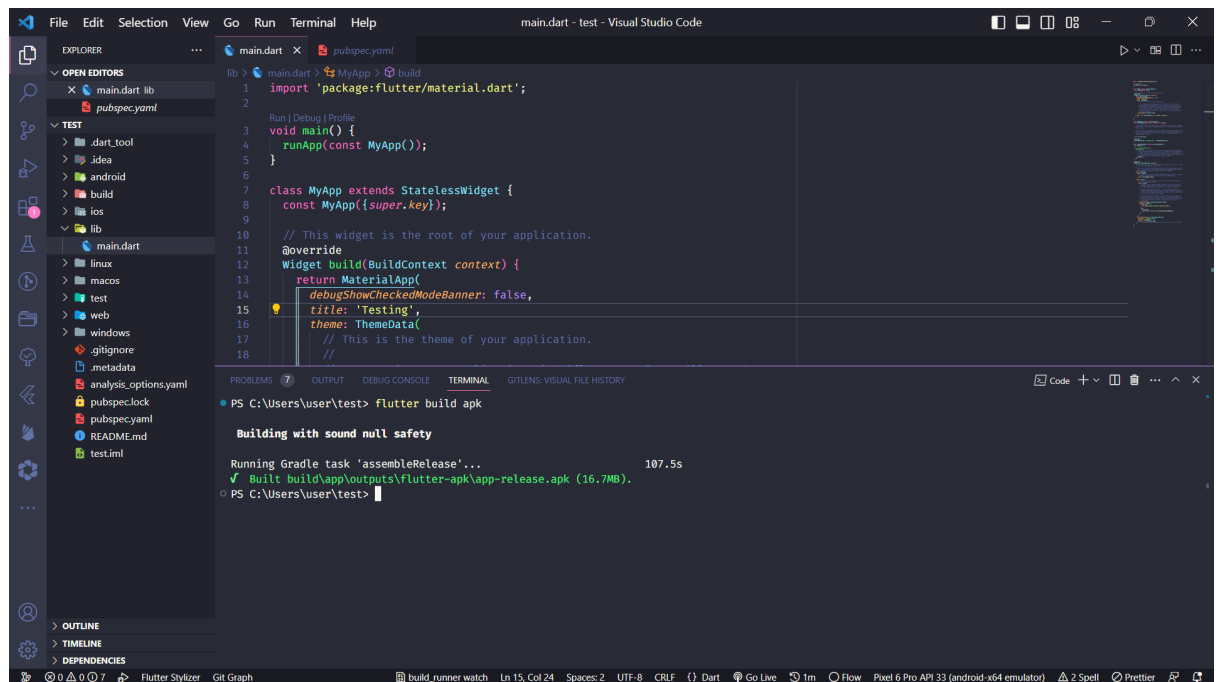 File Edit Selection View Go Run Terminal Help main.dart - test - Visual Studio Code
EXPLORER
OPEN EDITORS
main.dart lib
pubspec.yaml
TEST
.dart_tool
.idea
android
build
ios
lib
main.dart
linux
macos
test
web
windows
.gitignore
.metadata
analysis_options.yaml
pubspec.lock
pubspec.yaml
README.md
test.iml
OUTLINE
TIMELINE
DEPENDENCIES
main.dart pubspec.yaml
lib > main.dart > MyApp > build
1 import 'package:flutter/material.dart';
2
Run | Debug | Profile
3 void main() {
4 runApp(const MyApp());
5 }
6
7 class MyApp extends StatelessWidget {
8 const MyApp({super.key});
9
10 // This widget is the root of your application.
11 @override
12 Widget build(BuildContext context) {
13 return MaterialApp(
14 debugShowCheckedModeBanner: false,
15 title: 'Testing',
16 theme: ThemeData(
17 // This is the theme of your application.
18 //
PROBLEMS 7 OUTPUT DEBUG CONSOLE TERMINAL GITLENS: VISUAL FILE HISTORY Code
PS C:\Users\user\test> flutter build apk
Building with sound null safety
Running Gradle task 'assembleRelease'... 107.5s
√ Built build\app\outputs\flutter-apk\app-release.apk (16.7MB).
PS C:\Users\user\test>
0 0 7 Flutter Stylizer Git Graph build_runner watch Ln 15, Col 24 Spaces: 2 UTF-8 CRLF {} Dart Go Live 1m Flow Pixel 6 Pro API 33 (android-x64 emulator) 2 Spell Prettier